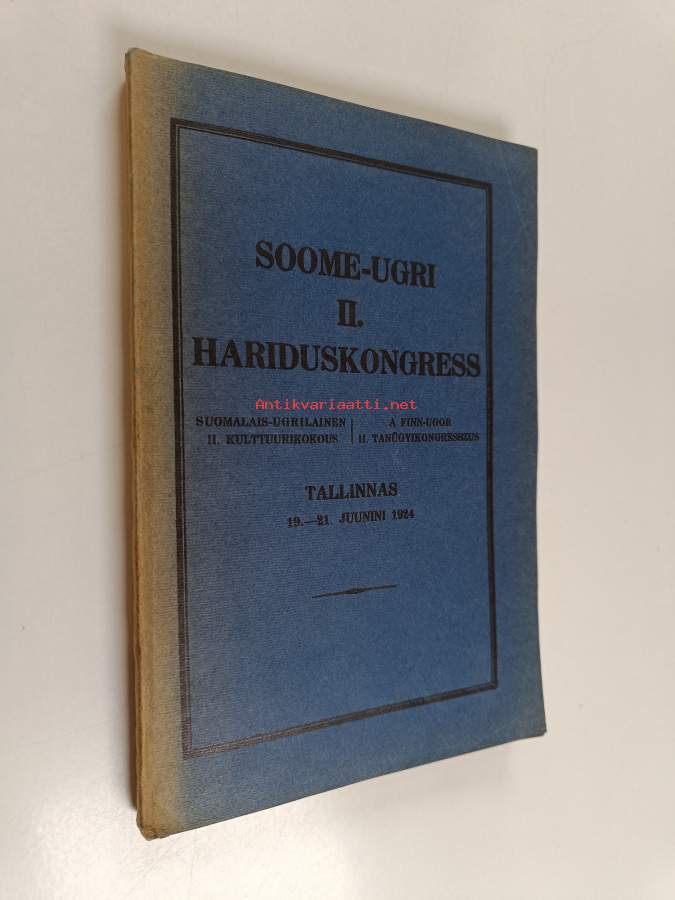 SOOME-UGRI
II.
HARIDUSKONGRESS
Antikvariaatti.net
SUOMALAIS-UGRILAINEN
II. KULTTUURIKOKOUS
A FINN-UGOR
II. TANÜGYIKONGRESSZUS
TALLINNAS
19.—21. JUUNINI 1924